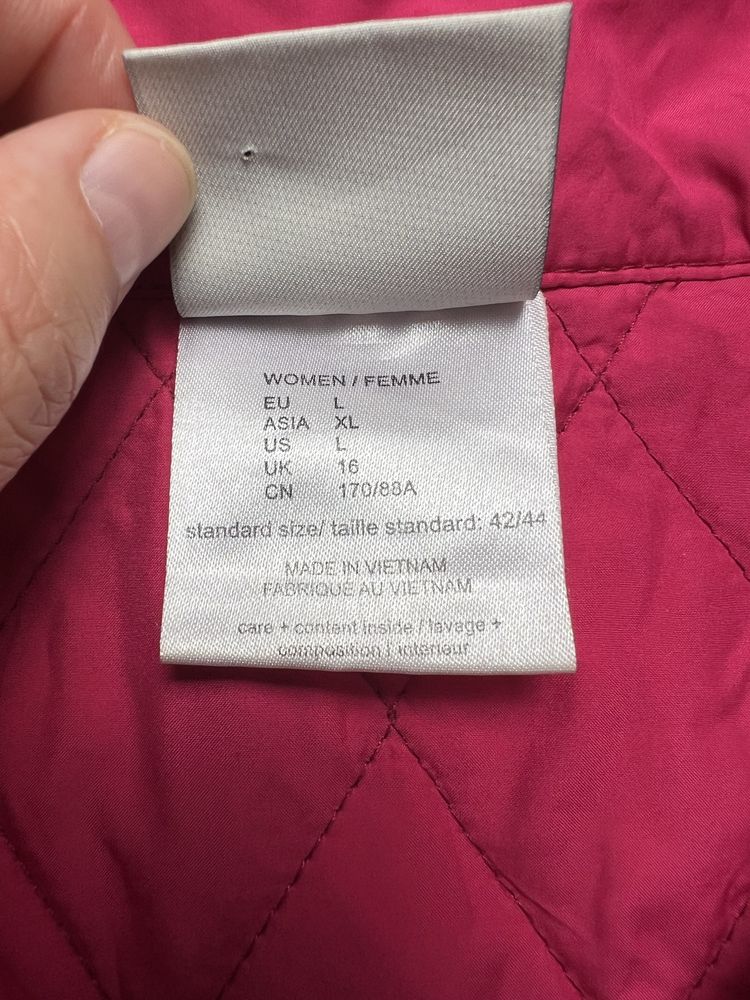 WOMEN / FEMME
EU L
ASIA XL
US L
UK 16
CN 170/88A
standard size/ taille standard: 42/44
MADE IN VIETNAM
FABRIQUE AU VIETNAM
care + content inside / lavage +
composition / interieur